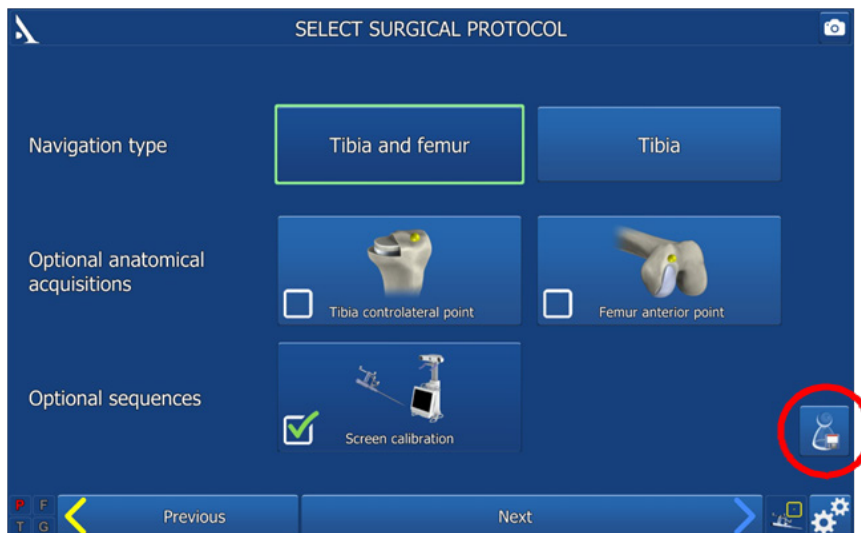 SELECT SURGICAL PROTOCOL
Navigation type
Tibia and femur
Tibia
Optional anatomical
acquisitions
Tibia controlateral point
Femur anterior point
Optional sequences
Screen calibration
P F
T G
Previous
Next